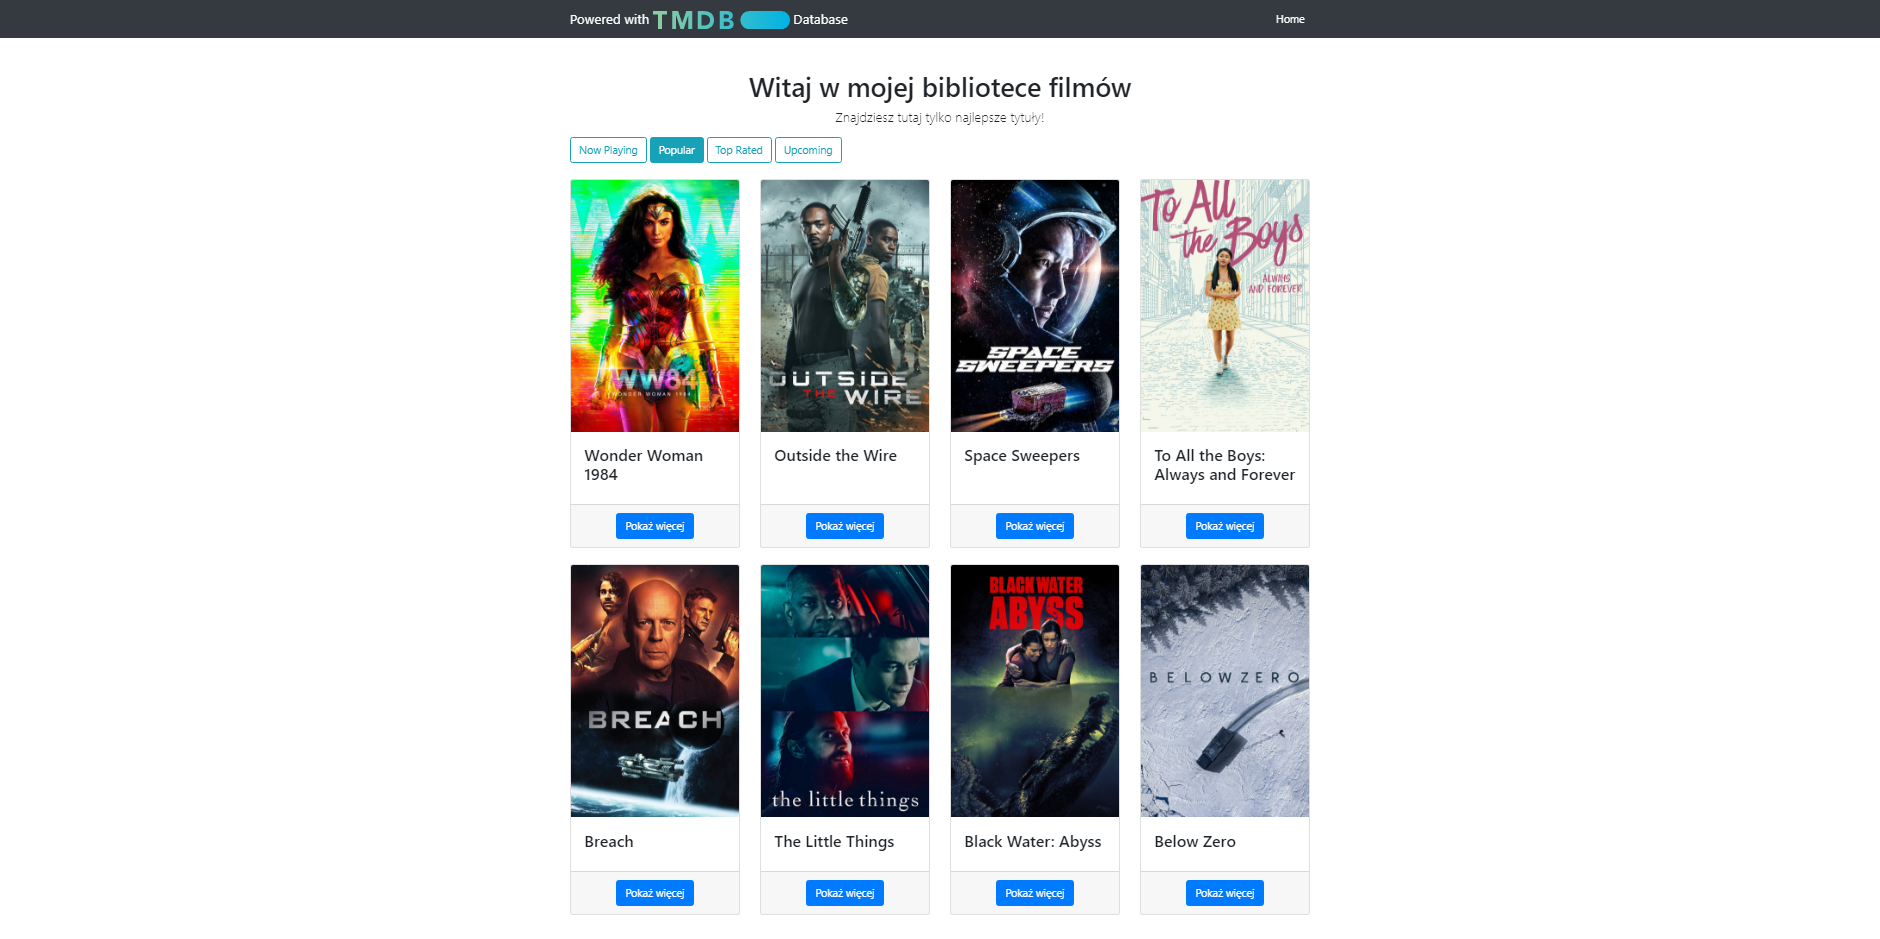 Powered with TMDB Database
Home
Witaj w mojej bibliotece filmów
Znajdziesz tutaj tylko najlepsze tytuły!
Now Playing
Popular
Top Rated
Upcoming
WW84
WONDER WOMAN 1984
OUTSIDE
THE WIRE
SPACE
SWEEPERS
To All
the Boys
ALWAYS
AND FOREVER
Wonder Woman
1984
Outside the Wire
Space Sweepers
To All the Boys:
Always and Forever
Pokaż więcej
Pokaż więcej
Pokaż więcej
Pokaż więcej
BREACH
the little things
BLACK WATER
ABYSS
BELOW ZERO
Breach
The Little Things
Black Water: Abyss
Below Zero
Pokaż więcej
Pokaż więcej
Pokaż więcej
Pokaż więcej